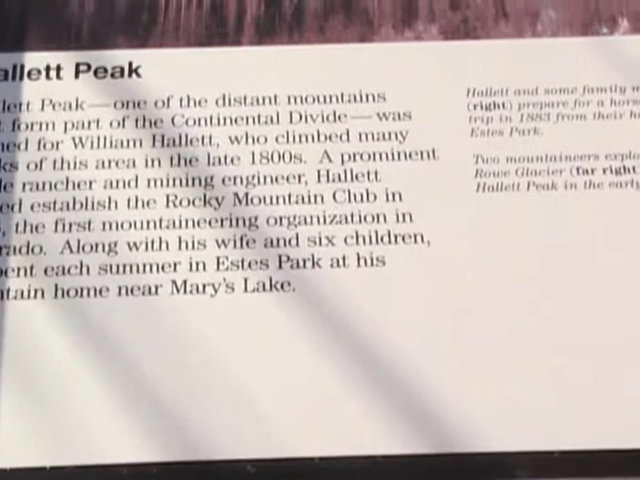 allett Peak
lett Peak—one of the distant mountains
t form part of the Continental Divide—was
ned for William Hallett, who climbed many
ks of this area in the late 1800s. A prominent
le rancher and mining engineer, Hallett
ed establish the Rocky Mountain Club in
, the first mountaineering organization in
rado. Along with his wife and six children,
pent each summer in Estes Park at his
ntain home near Mary's Lake.
Hallett and some family
(right) prepare for a hors
trip in 1883 from their h
Estes Park.
Two mountaineers explo
Rowe Glacier (far right
Hallett Peak in the early